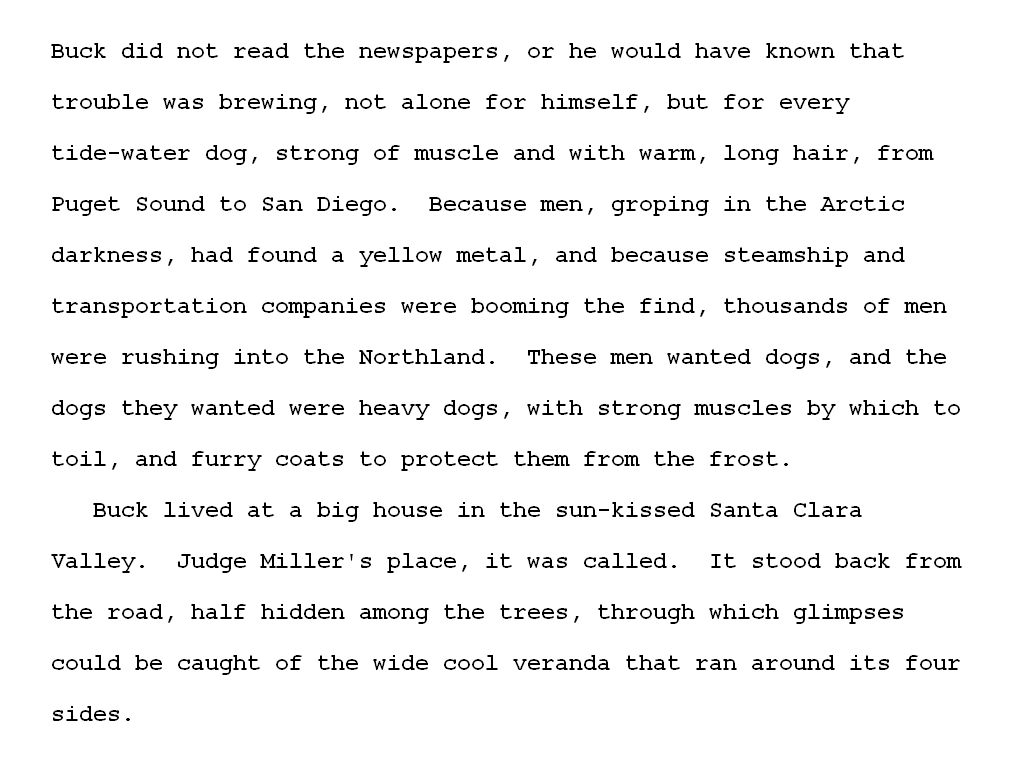 Buck did not read the newspapers, or he would have known that
trouble was brewing, not alone for himself, but for every
tide-water dog, strong of muscle and with warm, long hair, from
Puget Sound to San Diego.  Because men, groping in the Arctic
darkness, had found a yellow metal, and because steamship and
transportation companies were booming the find, thousands of men
were rushing into the Northland.  These men wanted dogs, and the
dogs they wanted were heavy dogs, with strong muscles by which to
toil, and furry coats to protect them from the frost.
   Buck lived at a big house in the sun-kissed Santa Clara
Valley.  Judge Miller's place, it was called.  It stood back from
the road, half hidden among the trees, through which glimpses
could be caught of the wide cool veranda that ran around its four
sides.